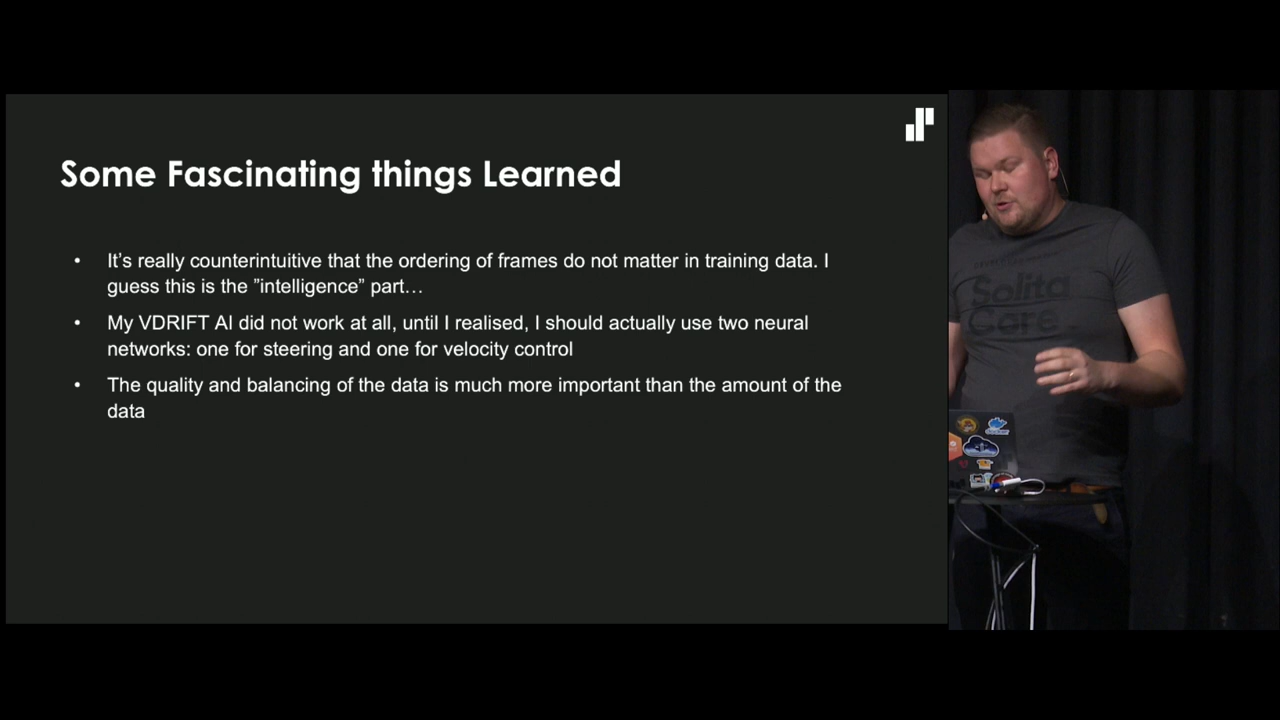 Some Fascinating things Learned
• It’s really counterintuitive that the ordering of frames do not matter in training data. I
guess this is the ”intelligence” part…
• My VDRIFT AI did not work at all, until I realised, I should actually use two neural
networks: one for steering and one for velocity control
• The quality and balancing of the data is much more important than the amount of the
data
Solita
Care